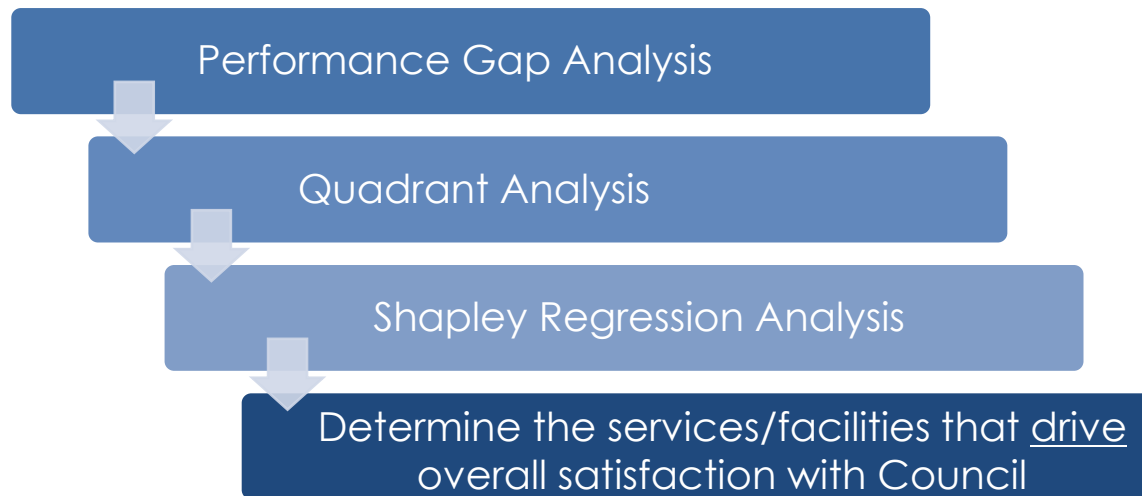 Performance Gap Analysis
Quadrant Analysis
Shapley Regression Analysis
Determine the services/facilities that drive
overall satisfaction with Council